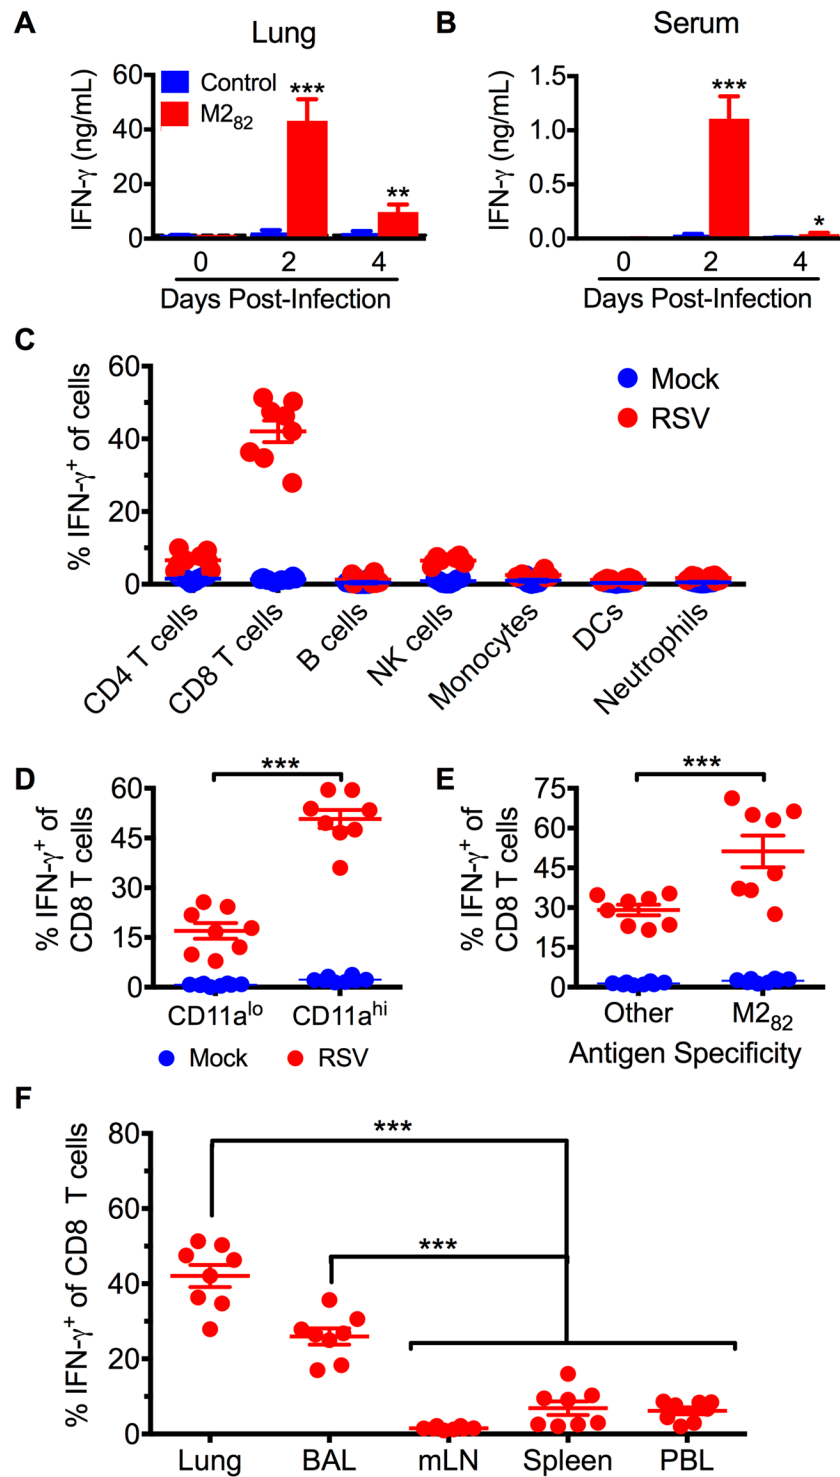 A
Lung
IFN-γ (ng/mL)
60
40
20
0
Control
M2₈₂
***
**
0 2 4
Days Post-Infection
B
Serum
IFN-γ (ng/mL)
1.5
1.0
0.5
0.0
***
*
0 2 4
Days Post-Infection
C
% IFN-γ⁺ of cells
60
40
20
0
Mock
RSV
CD4 T cells
CD8 T cells
B cells
NK cells
Monocytes
DCs
Neutrophils
D
% IFN-γ⁺ of
CD8 T cells
60
45
30
15
0
***
CD11aˡᵒ CD11aʰⁱ
Mock RSV
E
% IFN-γ⁺ of
CD8 T cells
75
60
45
30
15
0
***
Other M2₈₂
Antigen Specificity
F
% IFN-γ⁺ of CD8 T cells
80
60
40
20
0
***
***
Lung BAL mLN Spleen PBL